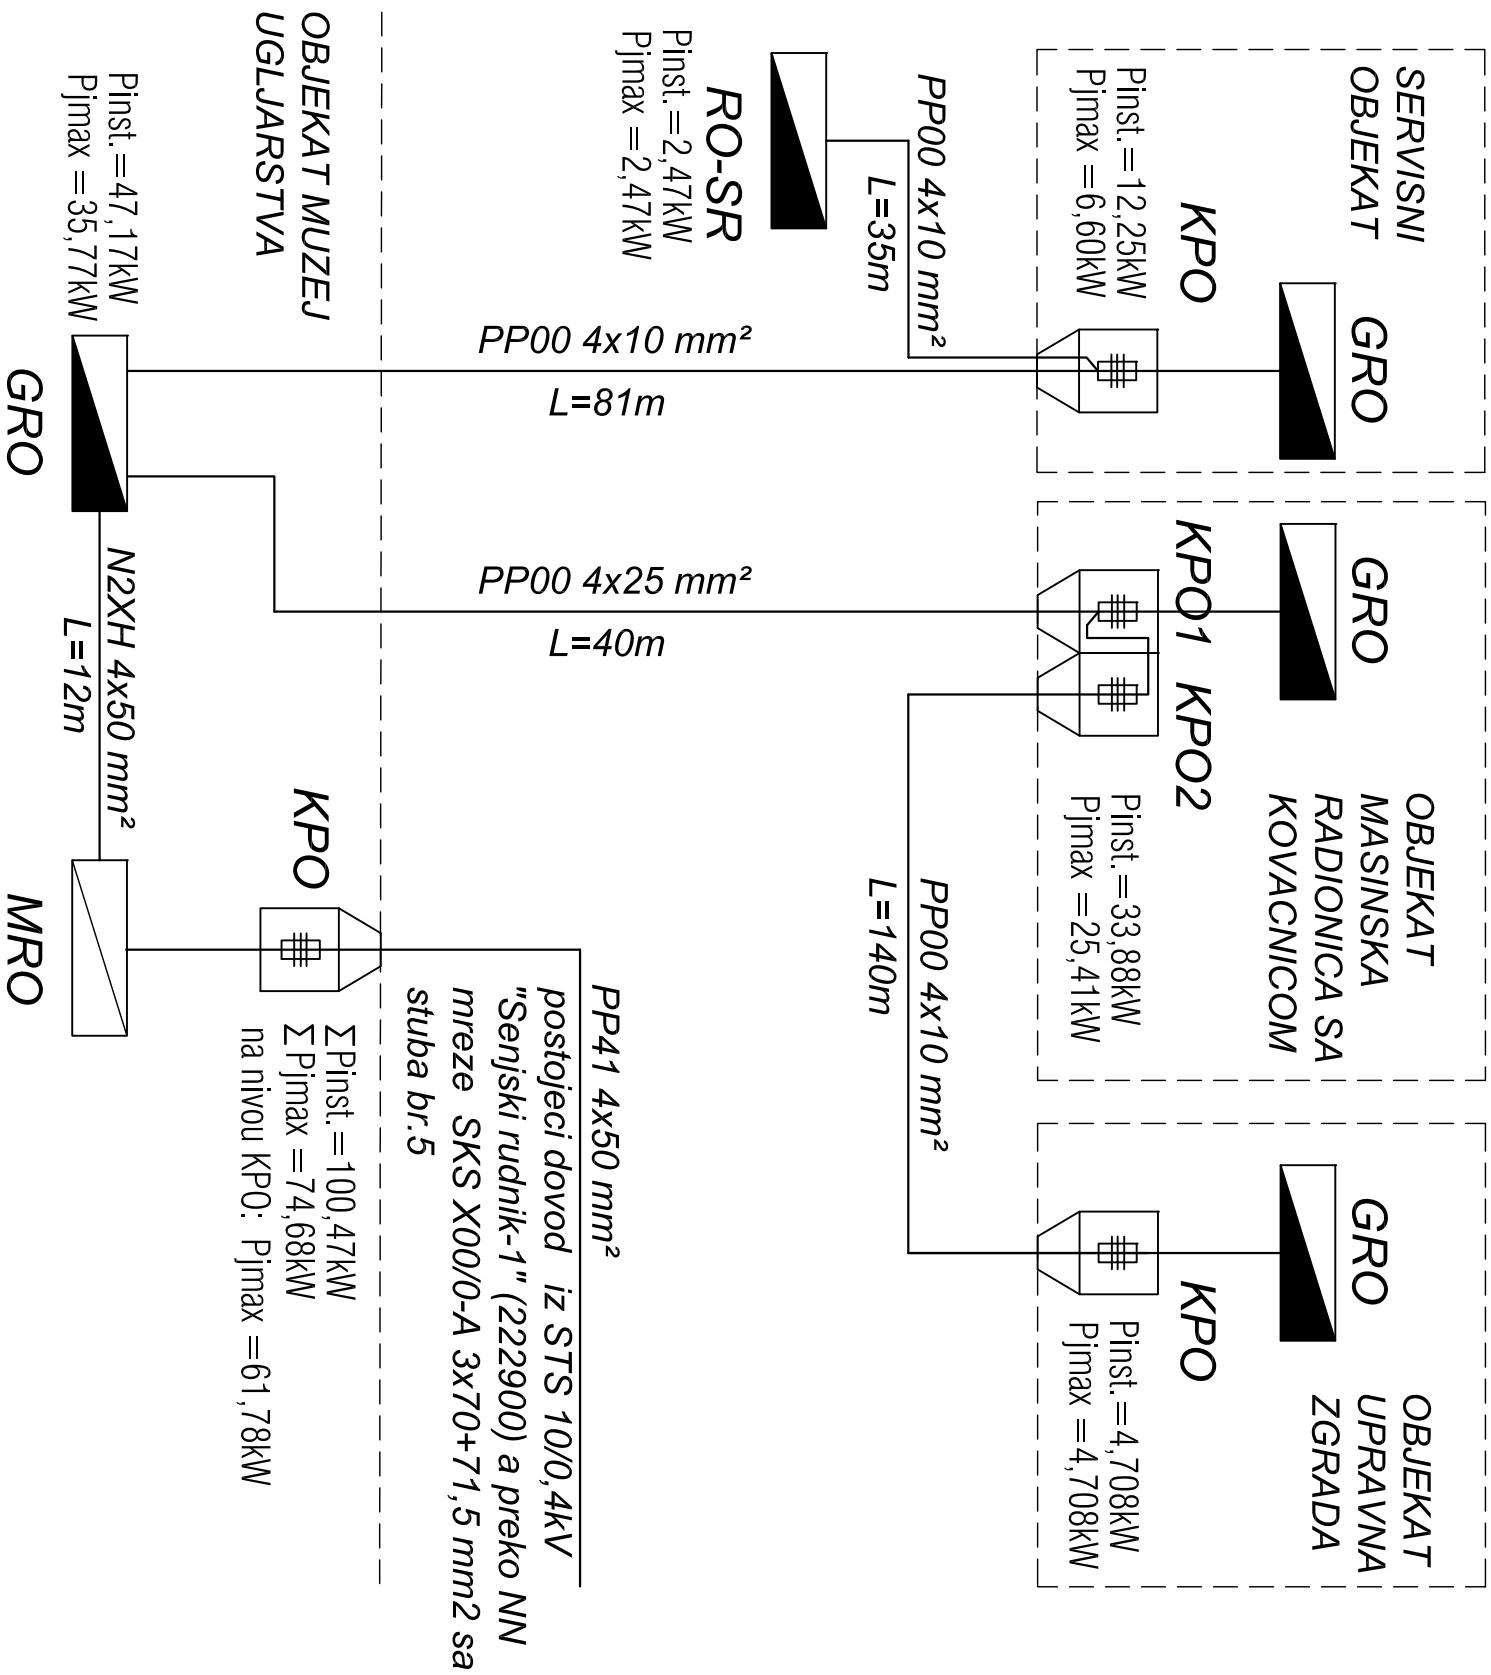 SERVISNI
OBJEKAT
GRO
KPO
Pinst.=12,25kW
Pjmax =6,60kW
PP00 4x10 mm²
L=35m
RO-SR
Pinst.=2,47kW
Pjmax =2,47kW
OBJEKAT MUZEJ
UGLJARSTVA
Pinst.=47,17kW
Pjmax =35,77kW
GRO
PP00 4x10 mm²
L=81m
PP00 4x25 mm²
L=40m
GRO
KPO1 KPO2
OBJEKAT
MASINSKA
RADIONICA SA
KOVACNICOM
Pinst.=33,88kW
Pjmax =25,41kW
PP00 4x10 mm²
L=140m
GRO
KPO
OBJEKAT
UPRAVNA
ZGRADA
Pinst.=4,708kW
Pjmax =4,708kW
N2XH 4x50 mm²
L=12m
KPO
MRO
PP41 4x50 mm²
postojeci dovod iz STS 10/0,4kV
"Senjski rudnik-1" (222900) a preko NN
mreze SKS X00/0-A 3x70+71,5 mm2 sa
stuba br.5
∑Pinst.=100,47kW
∑Pjmax =74,68kW
na nivou KPO: Pjmax =61,78kW